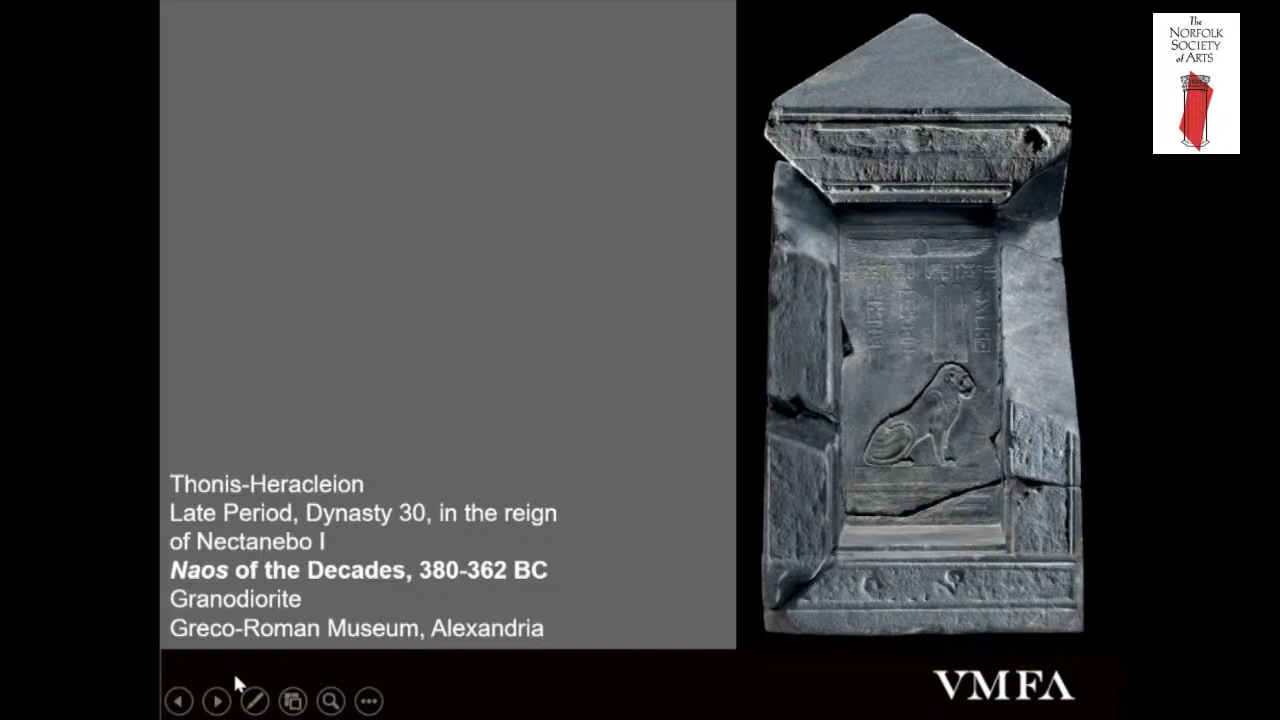 The
NORFOLK
SOCIETY
of ARTS
Thonis-Heracleion
Late Period, Dynasty 30, in the reign
of Nectanebo I
Naos of the Decades, 380-362 BC
Granodiorite
Greco-Roman Museum, Alexandria
VMFA